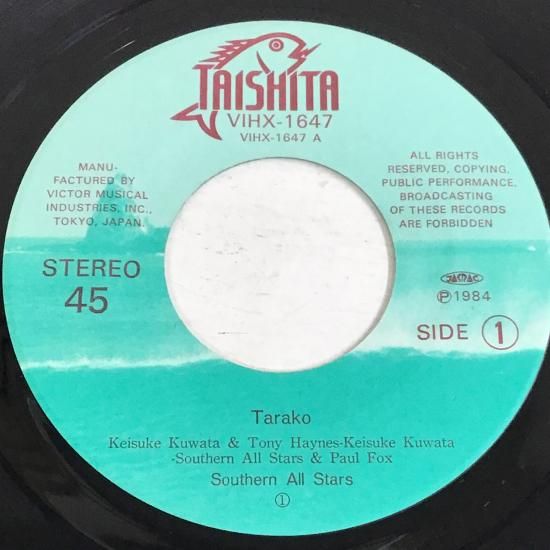 TAISHITA
VIHX-1647
VIHX-1647 A
MANU-
FACTURED BY
VICTOR MUSICAL
INDUSTRIES, INC.,
TOKYO, JAPAN.
ALL RIGHTS
RESERVED, COPYING.
PUBLIC PERFORMANCE.
BROADCASTING
OF THESE RECORDS
ARE FORBIDDEN
STEREO
45
JASRAC
Ⓟ1984
SIDE ①
Tarako
Keisuke Kuwata & Tony Haynes-Keisuke Kuwata
-Southern All Stars & Paul Fox
Southern All Stars
①